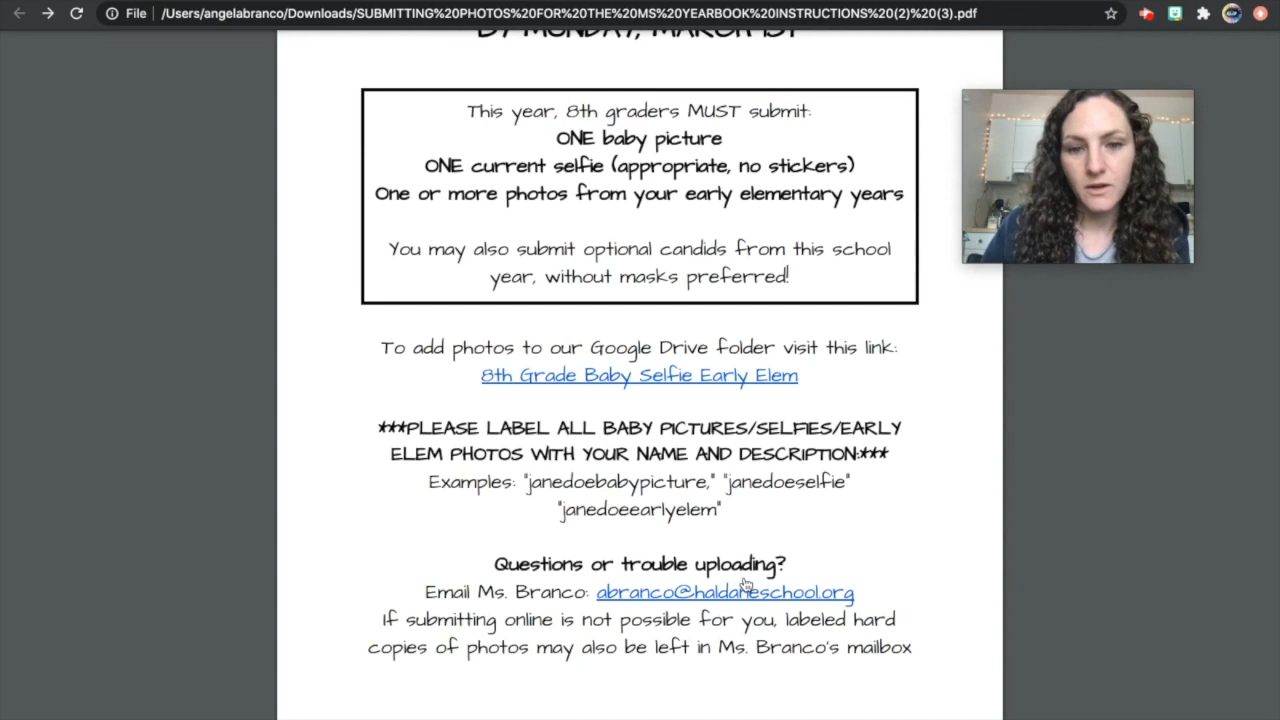 File | /Users/angelabranco/Downloads/SUBMITTING%20PHOTOS%20FOR%20THE%20MS%20YEARBOOK%20INSTRUCTIONS%20(2)%20(3).pdf
BY MONDAY, MARCH 1ST
This year, 8th graders MUST submit:
ONE baby picture
ONE current selfie (appropriate, no stickers)
One or more photos from your early elementary years
You may also submit optional candids from this school
year, without masks preferred!
To add photos to our Google Drive folder visit this link:
8th Grade Baby Selfie Early Elem
***PLEASE LABEL ALL BABY PICTURES/SELFIES/EARLY
ELEM PHOTOS WITH YOUR NAME AND DESCRIPTION:***
Examples: "janedoebabypicture," "janedoeselfie"
"janedoeearlyelem"
Questions or trouble uploading?
Email Ms. Branco: abranco@haldaneschool.org
If submitting online is not possible for you, labeled hard
copies of photos may also be left in Ms. Branco's mailbox